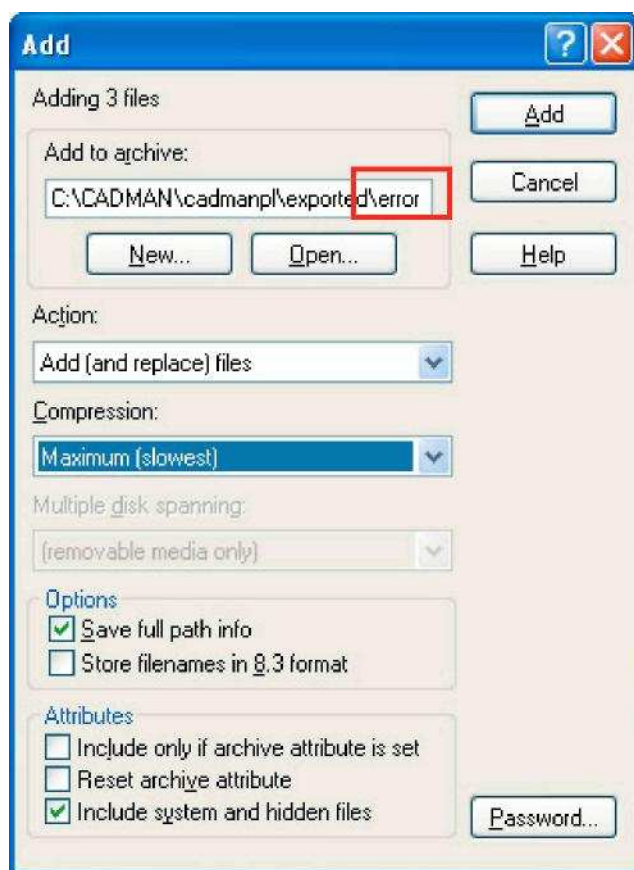 Add
Adding 3 files
Add
Add to archive:
C:\CADMAN\cadmanpl\exported\error
Cancel
New...
Open...
Help
Action:
Add (and replace) files
Compression:
Maximum (slowest)
Multiple disk spanning:
(removable media only)
Options
Save full path info
Store filenames in 8.3 format
Attributes
Include only if archive attribute is set
Reset archive attribute
Include system and hidden files
Password...